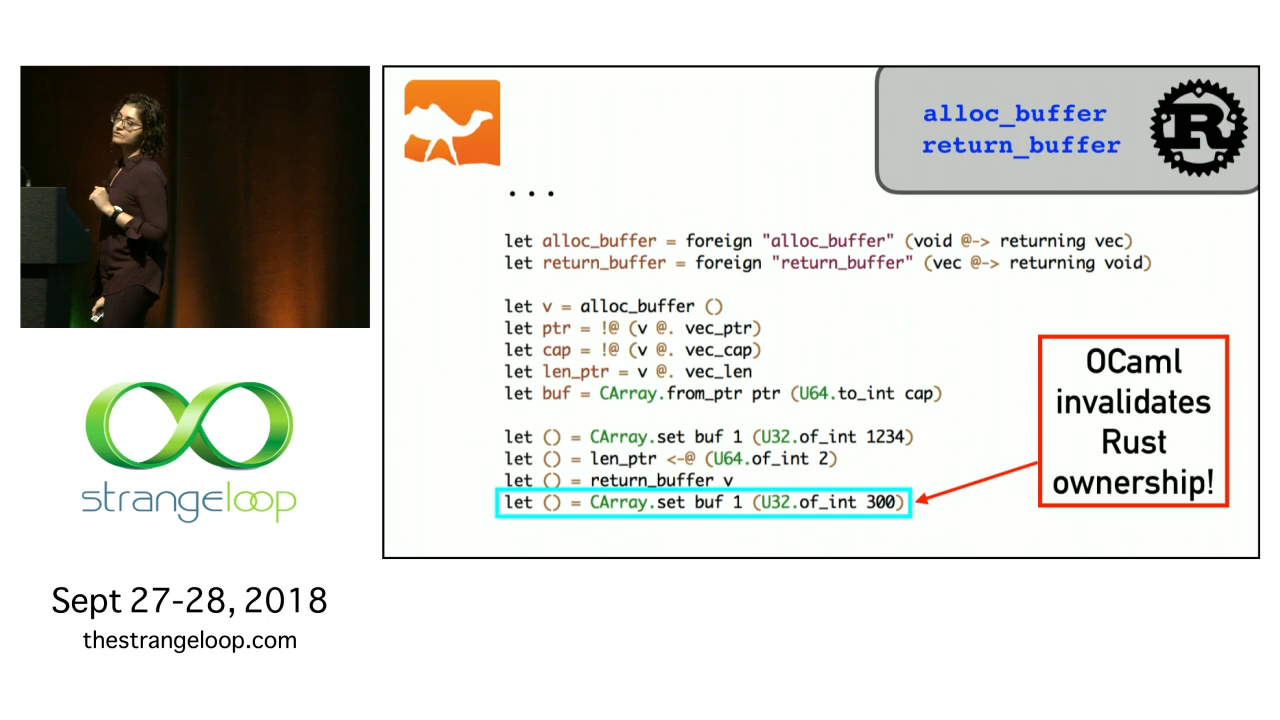 alloc_buffer
return_buffer
R
...
let alloc_buffer = foreign "alloc_buffer" (void @-> returning vec)
let return_buffer = foreign "return_buffer" (vec @-> returning void)
let v = alloc_buffer ()
let ptr = !@ (v @. vec_ptr)
let cap = !@ (v @. vec_cap)
let len_ptr = v @. vec_len
let buf = CArray.from_ptr ptr (U64.to_int cap)
let () = CArray.set buf 1 (U32.of_int 1234)
let () = len_ptr <-@ (U64.of_int 2)
let () = return_buffer v
let () = CArray.set buf 1 (U32.of_int 300)
OCaml
invalidates
Rust
ownership!
strangeloop
Sept 27-28, 2018
thestrangeloop.com